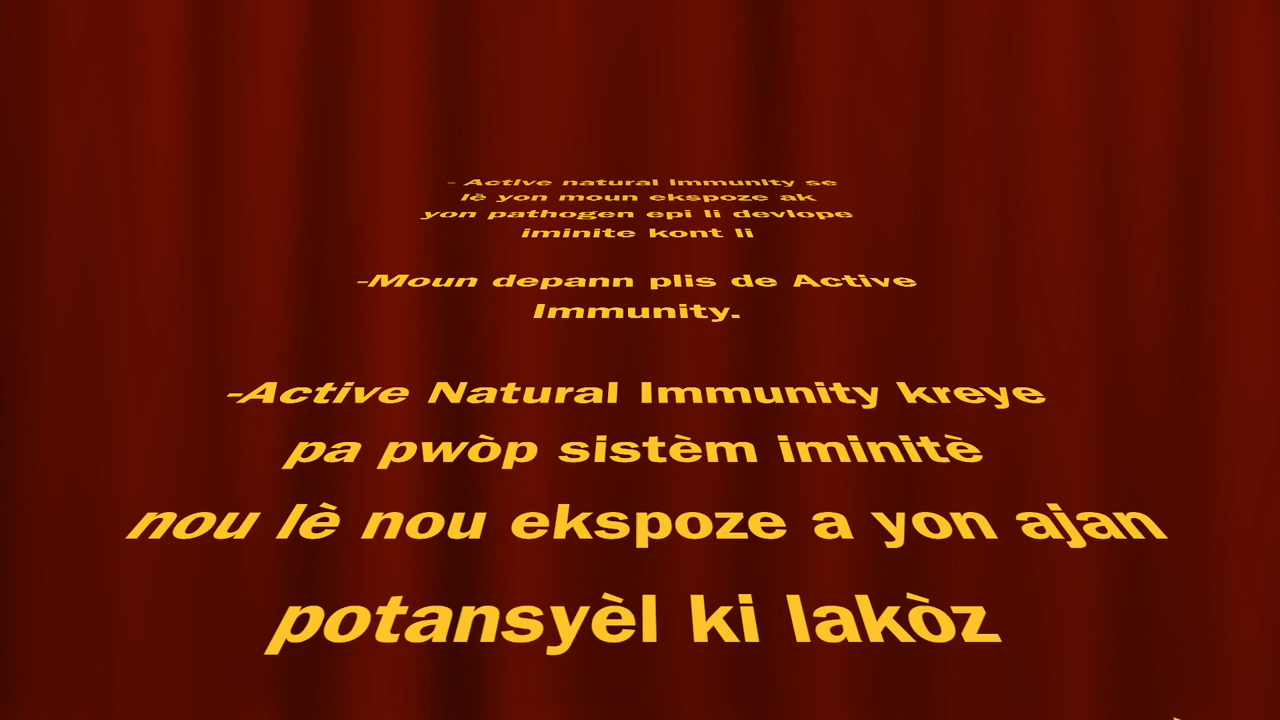 - Active natural Immunity se
lè yon moun ekspoze ak
yon pathogen epi li devlope
iminite kont li
-Moun depann plis de Active
Immunity.
-Active Natural Immunity kreye
pa pwòp sistèm iminitè
nou lè nou ekspoze a yon ajan
potansyèl ki lakòz